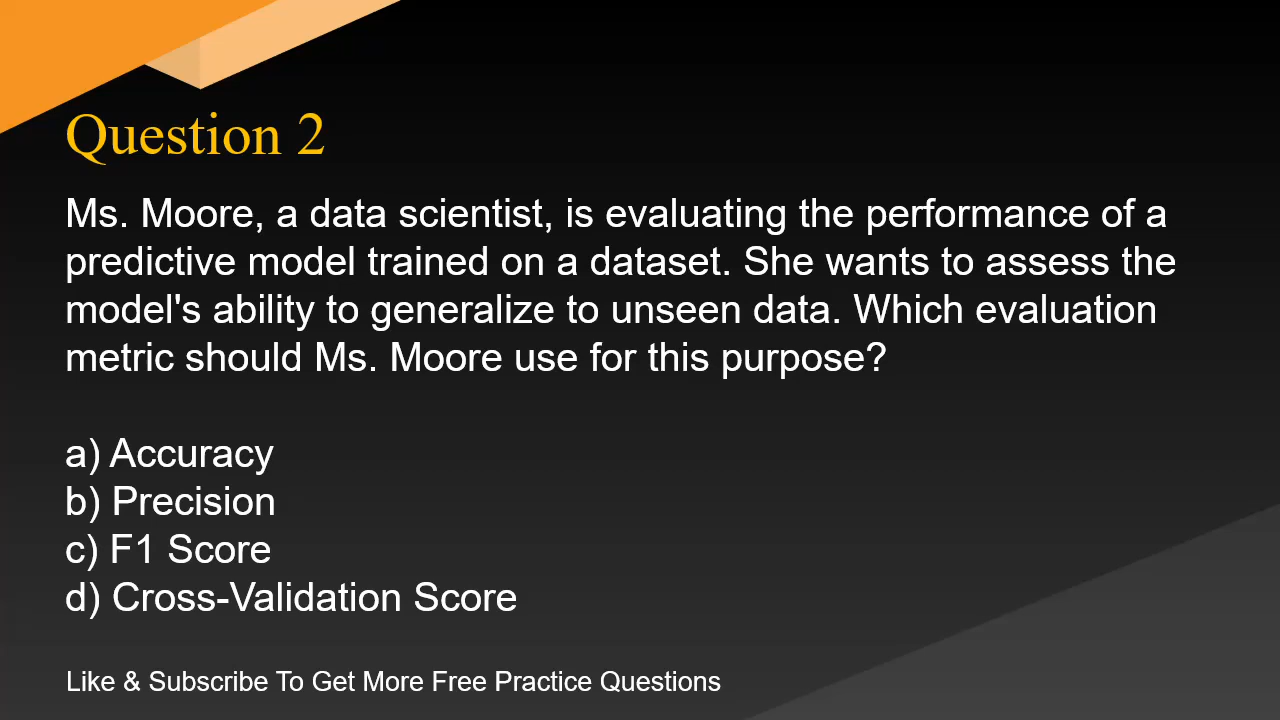 Question 2
Ms. Moore, a data scientist, is evaluating the performance of a
predictive model trained on a dataset. She wants to assess the
model's ability to generalize to unseen data. Which evaluation
metric should Ms. Moore use for this purpose?
a) Accuracy
b) Precision
c) F1 Score
d) Cross-Validation Score
Like & Subscribe To Get More Free Practice Questions